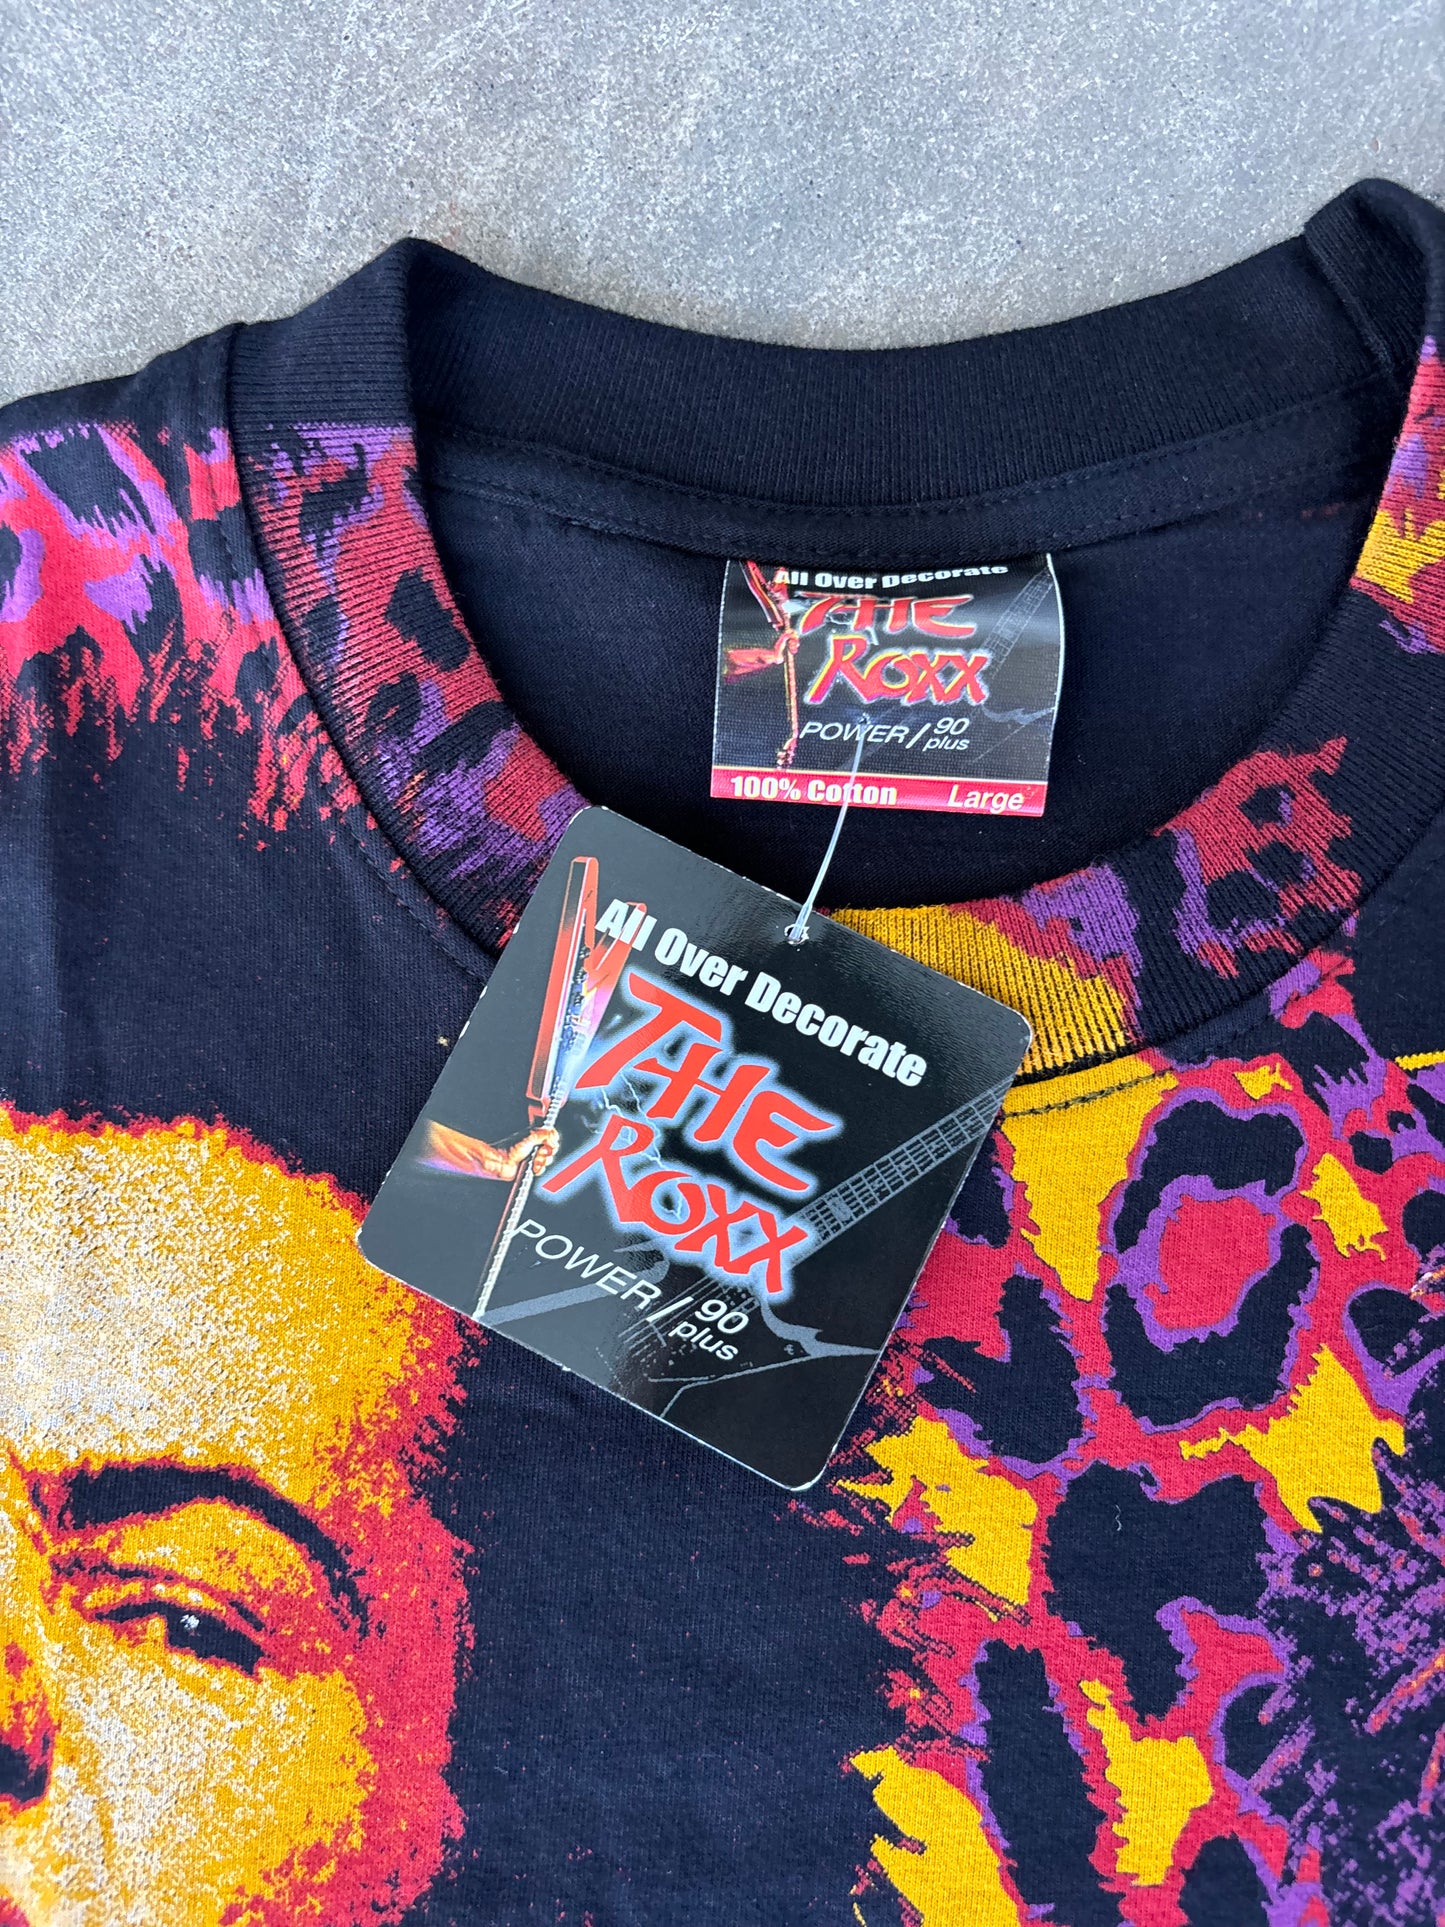 All Over Decorate
THE
ROXX
POWER/90
plus
100% Cotton Large
All Over Decorate
THE
ROXX
POWER/90
plus